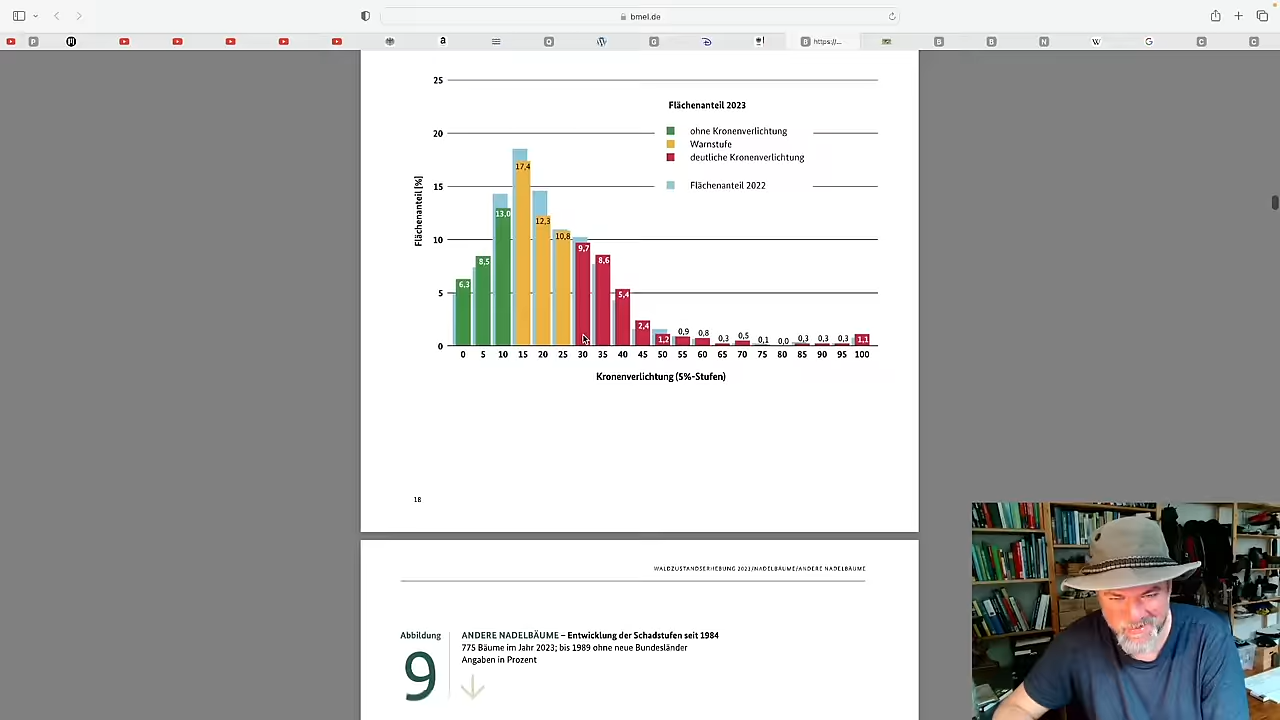 bmel.de
https://...
25
Flächenanteil 2023
20
ohne Kronenverlichtung
Warnstufe
deutliche Kronenverlichtung
15
Flächenanteil 2022
10
5
0
Flächenanteil [%]
6,3
8,5
13,0
17,4
12,3
10,8
9,7
8,6
5,4
2,4
1,2
0,9
0,8
0,3
0,5
0,1
0,0
0,3
0,3
0,3
1,1
0 5 10 15 20 25 30 35 40 45 50 55 60 65 70 75 80 85 90 95 100
Kronenverlichtung (5%-Stufen)
18
WALDZUSTANDSERHEBUNG 2023/NADELBÄUME/ANDERE NADELBÄUME
Abbildung
9
ANDERE NADELBÄUME – Entwicklung der Schadstufen seit 1984
775 Bäume im Jahr 2023; bis 1989 ohne neue Bundesländer
Angaben in Prozent